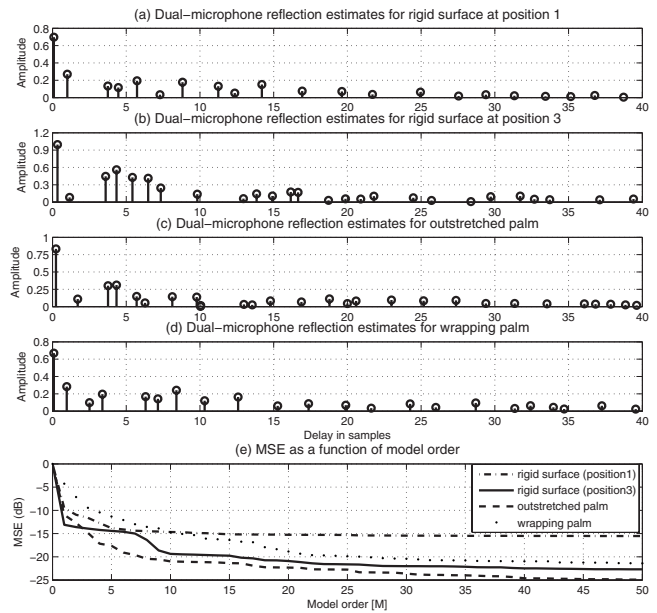 (a) Dual-microphone reflection estimates for rigid surface at position 1
Amplitude
0.8
0.6
0.4
0.2
0
0 5 10 15 20 25 30 35 40
(b) Dual-microphone reflection estimates for rigid surface at position 3
Amplitude
1.2
0.9
0.6
0.3
0
0 5 10 15 20 25 30 35 40
(c) Dual-microphone reflection estimates for outstretched palm
Amplitude
1
0.75
0.5
0.25
0
0 5 10 15 20 25 30 35 40
(d) Dual-microphone reflection estimates for wrapping palm
Amplitude
0.8
0.6
0.4
0.2
0
0 5 10 15 20 25 30 35 40
Delay in samples
(e) MSE as a function of model order
MSE (dB)
0
-5
-10
-15
-20
-25
rigid surface (position1)
rigid surface (position3)
outstretched palm
wrapping palm
0 5 10 15 20 25 30 35 40 45 50
Model order [M]